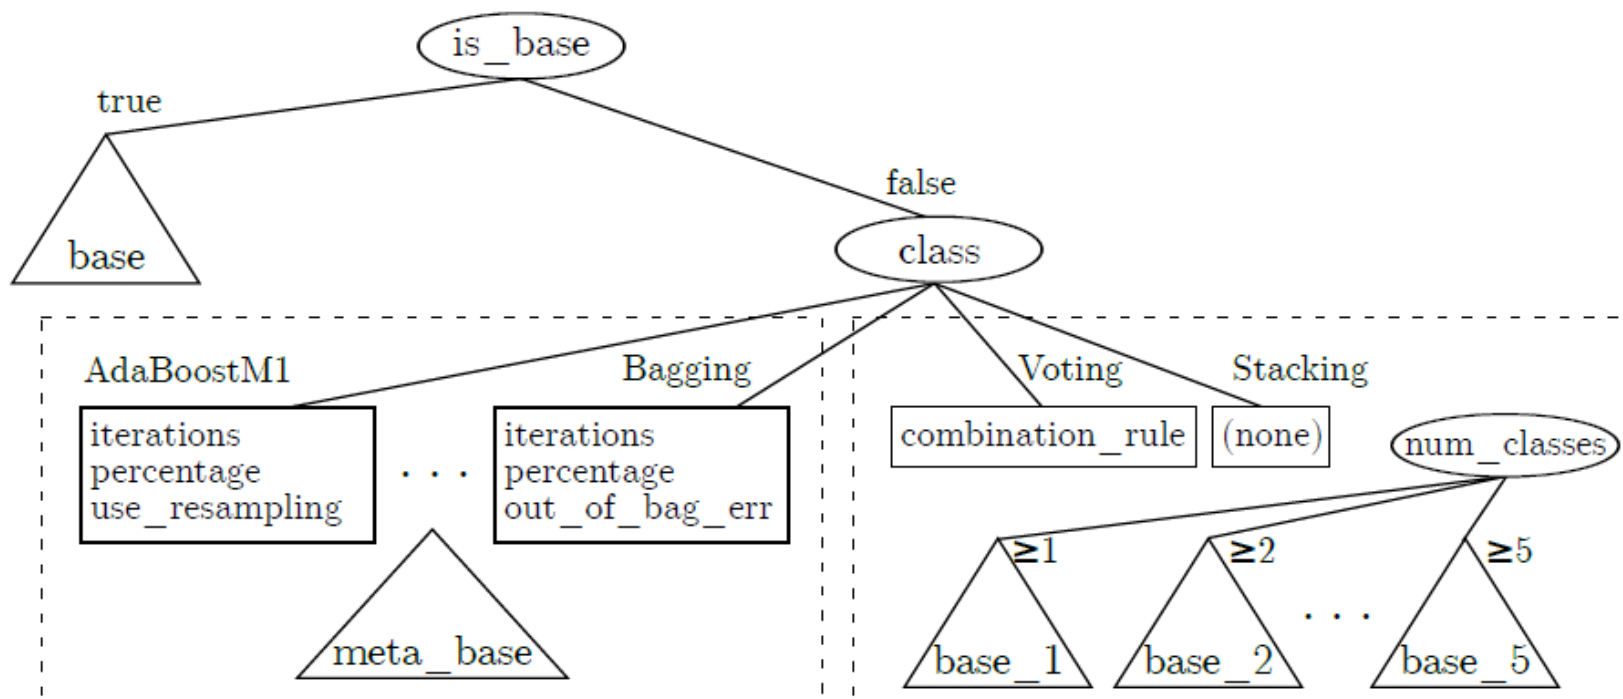 is_base
true
false
base
class
AdaBoostM1
Bagging
Voting
Stacking
iterations
percentage
use_resampling
. . .
iterations
percentage
out_of_bag_err
combination_rule
(none)
num_classes
≥1
≥2
≥5
meta_base
base_1
base_2
. . .
base_5